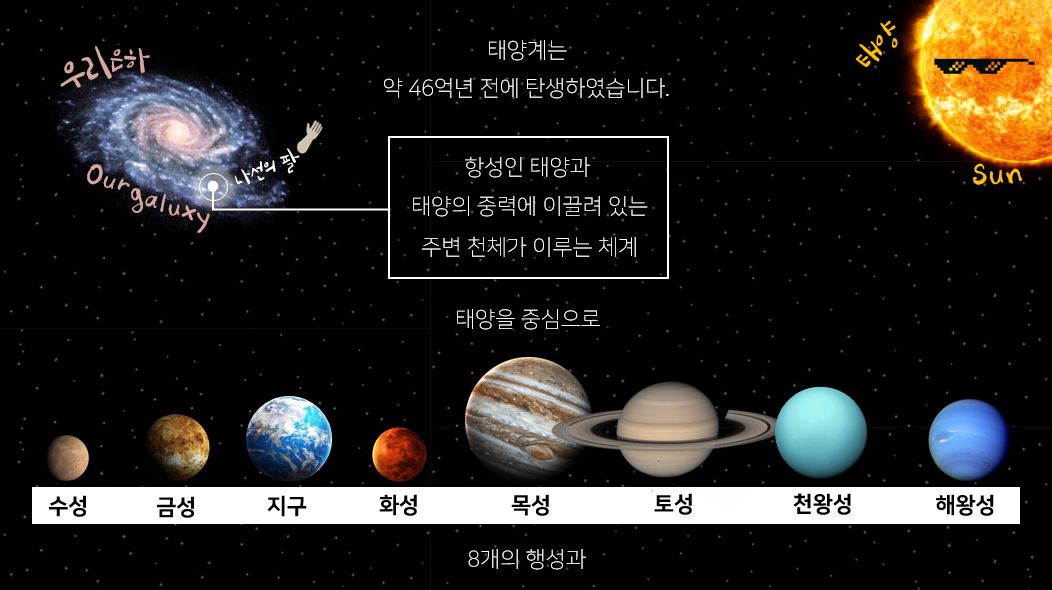 우리은하
Our galaxy
나선의 팔
태양계는
약 46억년 전에 탄생하였습니다.
태양
Sun
항성인 태양과
태양의 중력에 이끌려 있는
주변 천체가 이루는 체계
태양을 중심으로
수성 금성 지구 화성 목성 토성 천왕성 해왕성
8개의 행성과